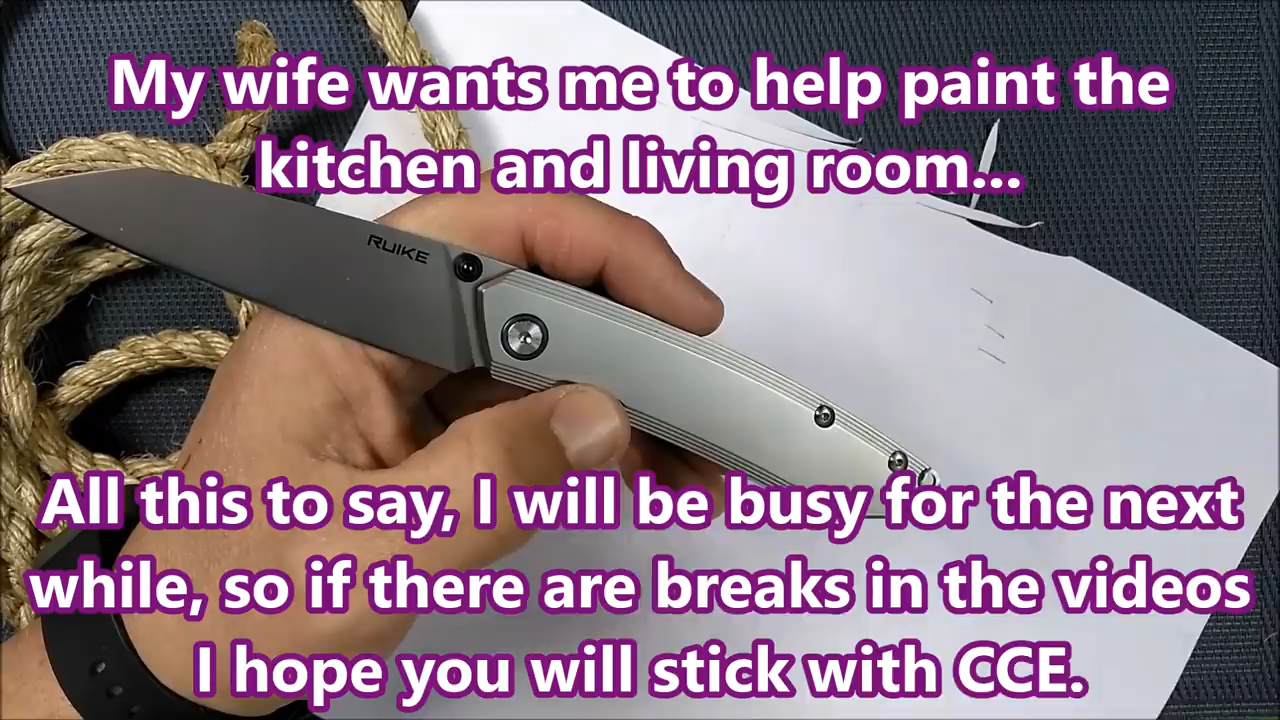 My wife wants me to help paint the
kitchen and living room...
RUIKE
All this to say, I will be busy for the next
while, so if there are breaks in the videos
I hope you will stick with CCE.